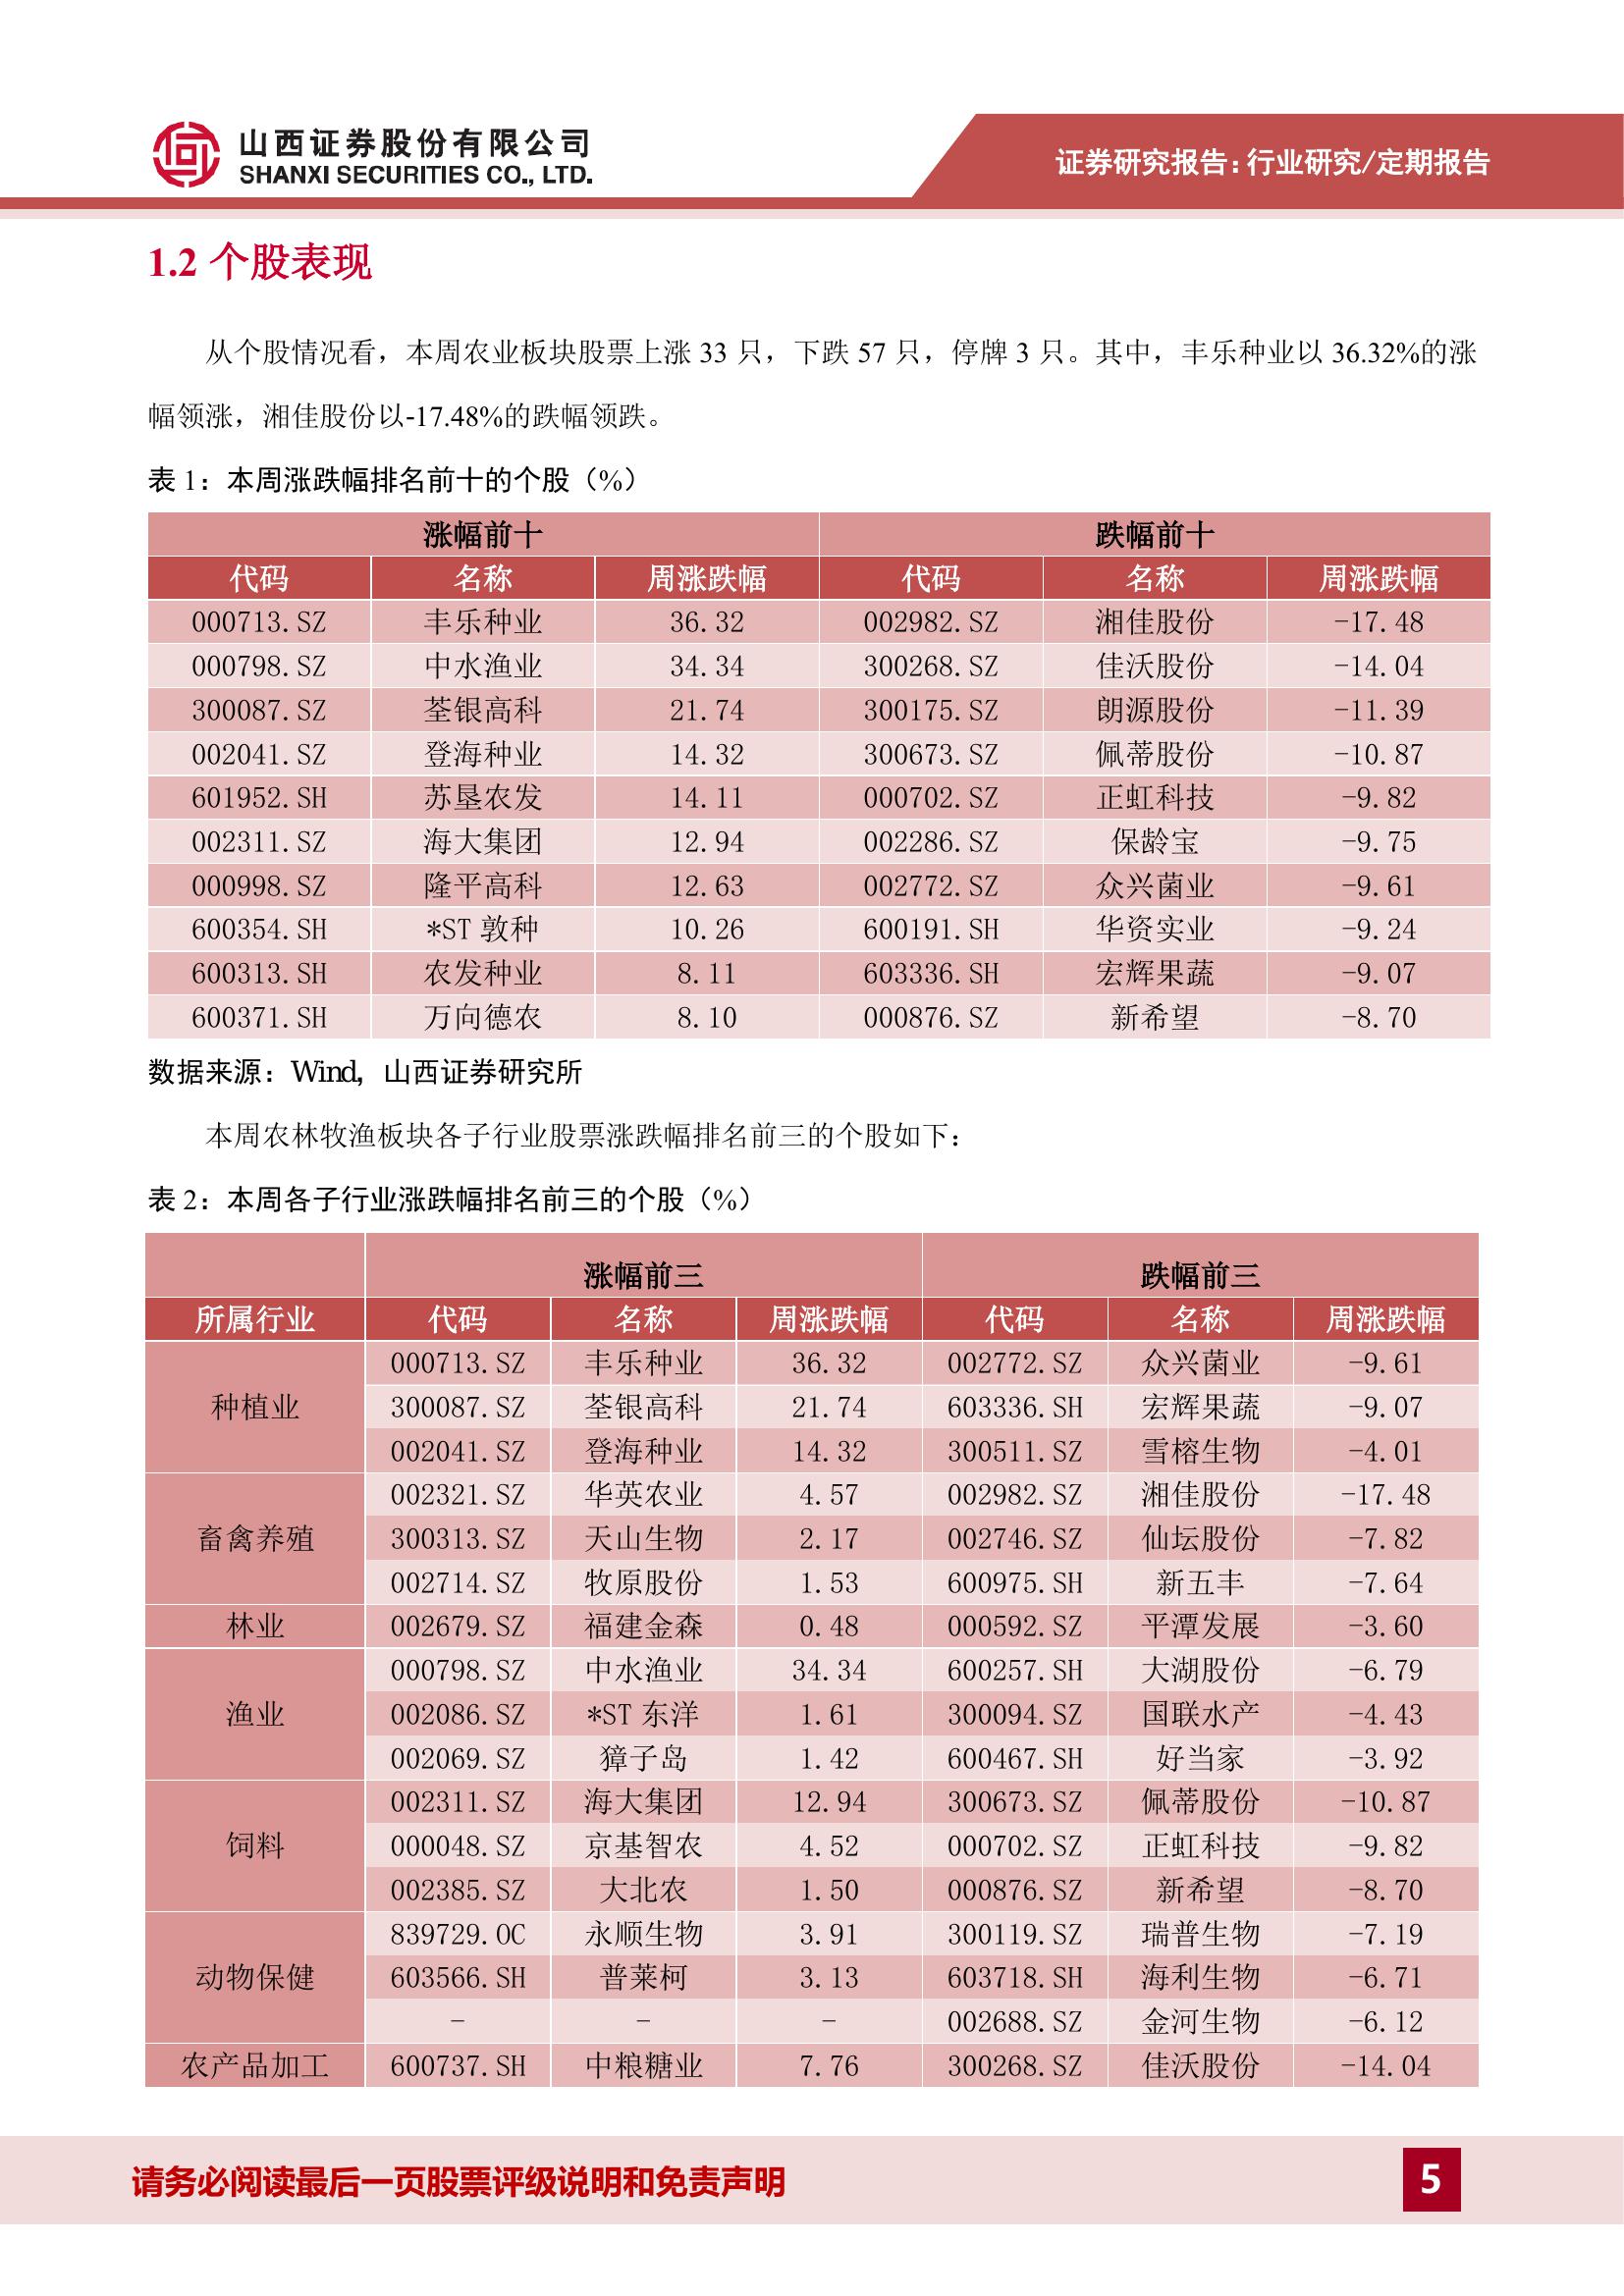 山西证券股份有限公司
SHANXI SECURITIES CO., LTD.
证券研究报告：行业研究/定期报告
1.2 个股表现
从个股情况看，本周农业板块股票上涨 33 只，下跌 57 只，停牌 3 只。其中，丰乐种业以 36.32%的涨
幅领涨，湘佳股份以-17.48%的跌幅领跌。
表 1：本周涨跌幅排名前十的个股（%）
涨幅前十 跌幅前十
代码 名称 周涨跌幅 代码 名称 周涨跌幅
000713.SZ 丰乐种业 36.32 002982.SZ 湘佳股份 -17.48
000798.SZ 中水渔业 34.34 300268.SZ 佳沃股份 -14.04
300087.SZ 荃银高科 21.74 300175.SZ 朗源股份 -11.39
002041.SZ 登海种业 14.32 300673.SZ 佩蒂股份 -10.87
601952.SH 苏垦农发 14.11 000702.SZ 正虹科技 -9.82
002311.SZ 海大集团 12.94 002286.SZ 保龄宝 -9.75
000998.SZ 隆平高科 12.63 002772.SZ 众兴菌业 -9.61
600354.SH *ST 敦种 10.26 600191.SH 华资实业 -9.24
600313.SH 农发种业 8.11 603336.SH 宏辉果蔬 -9.07
600371.SH 万向德农 8.10 000876.SZ 新希望 -8.70
数据来源：Wind，山西证券研究所
本周农林牧渔板块各子行业股票涨跌幅排名前三的个股如下：
表 2：本周各子行业涨跌幅排名前三的个股（%）
涨幅前三 跌幅前三
所属行业 代码 名称 周涨跌幅 代码 名称 周涨跌幅
种植业 000713.SZ 丰乐种业 36.32 002772.SZ 众兴菌业 -9.61
300087.SZ 荃银高科 21.74 603336.SH 宏辉果蔬 -9.07
002041.SZ 登海种业 14.32 300511.SZ 雪榕生物 -4.01
畜禽养殖 002321.SZ 华英农业 4.57 002982.SZ 湘佳股份 -17.48
300313.SZ 天山生物 2.17 002746.SZ 仙坛股份 -7.82
002714.SZ 牧原股份 1.53 600975.SH 新五丰 -7.64
林业 002679.SZ 福建金森 0.48 000592.SZ 平潭发展 -3.60
渔业 000798.SZ 中水渔业 34.34 600257.SH 大湖股份 -6.79
002086.SZ *ST 东洋 1.61 300094.SZ 国联水产 -4.43
002069.SZ 獐子岛 1.42 600467.SH 好当家 -3.92
饲料 002311.SZ 海大集团 12.94 300673.SZ 佩蒂股份 -10.87
000048.SZ 京基智农 4.52 000702.SZ 正虹科技 -9.82
002385.SZ 大北农 1.50 000876.SZ 新希望 -8.70
动物保健 839729.OC 永顺生物 3.91 300119.SZ 瑞普生物 -7.19
603566.SH 普莱柯 3.13 603718.SH 海利生物 -6.71
- - - 002688.SZ 金河生物 -6.12
农产品加工 600737.SH 中粮糖业 7.76 300268.SZ 佳沃股份 -14.04
请务必阅读最后一页股票评级说明和免责声明
5